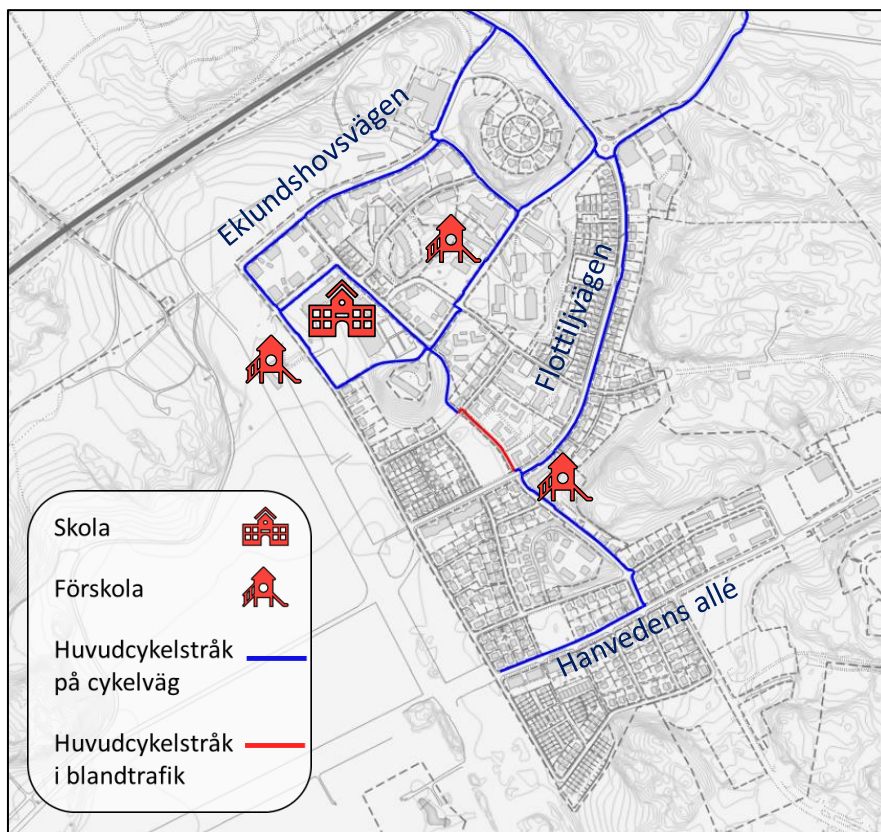 Eklundshovsvägen
Flottiljvägen
Hanvedens allé
Skola
Förskola
Huvudcykelstråk
på cykelväg
Huvudcykelstråk
i blandtrafik